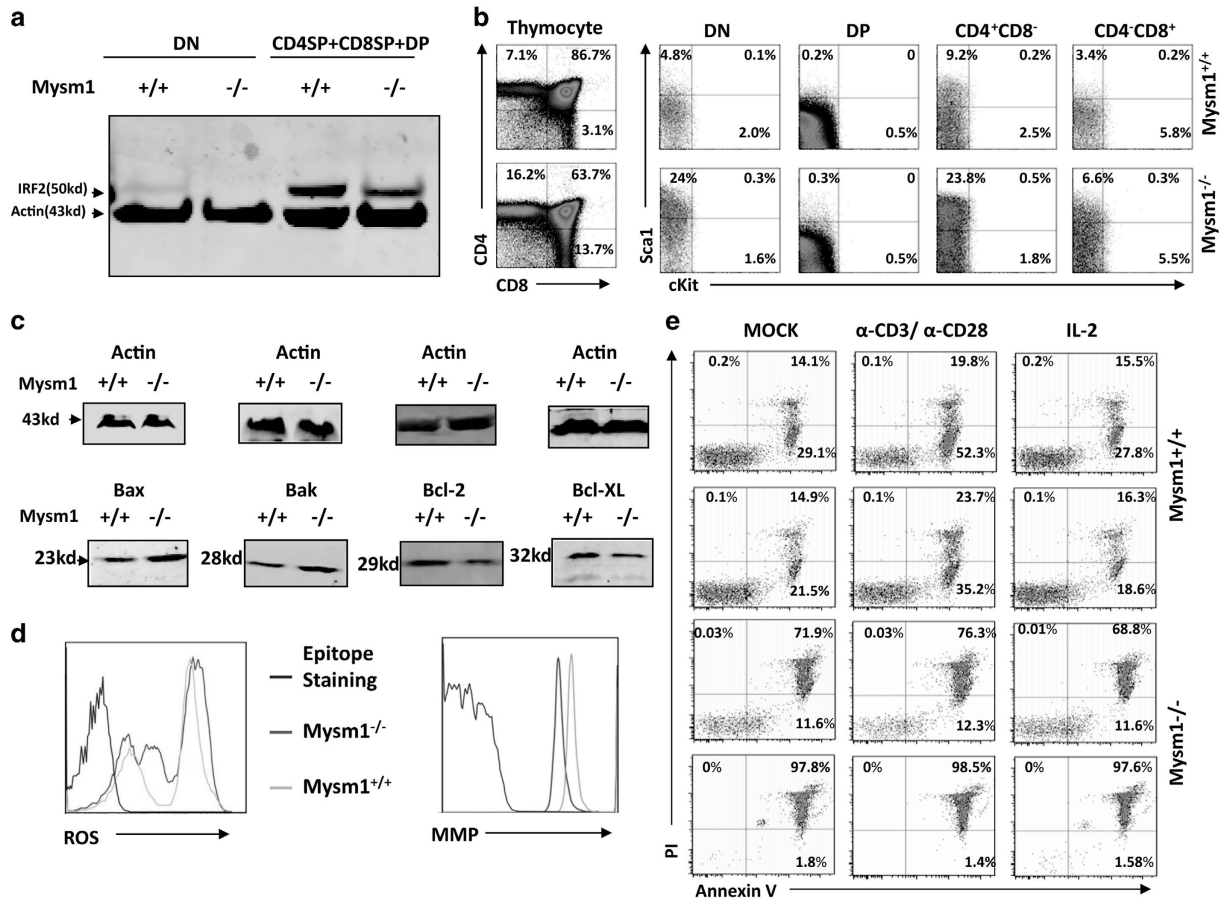 a
DN
CD4SP+CD8SP+DP
Mysm1 +/+ -/- +/+ -/-
IRF2(50kd)
Actin(43kd)
b
Thymocyte
DN
DP
CD4+CD8-
CD4-CD8+
7.1% 86.7%
3.1%
4.8% 0.1%
2.0%
0.2% 0
0.5%
9.2% 0.2%
2.5%
3.4% 0.2%
5.8%
Mysm1+/+
16.2% 63.7%
13.7%
24% 0.3%
1.6%
0.3% 0
0.5%
23.8% 0.5%
1.8%
6.6% 0.3%
5.5%
Mysm1-/-
CD4
CD8
Sca1
cKit
c
Actin Actin Actin Actin
Mysm1 +/+ -/- +/+ -/- +/+ -/- +/+ -/-
43kd
Bax Bak Bcl-2 Bcl-XL
Mysm1 +/+ -/- +/+ -/- +/+ -/- +/+ -/-
23kd 28kd 29kd 32kd
d
Epitope
Staining
Mysm1-/-
Mysm1+/+
ROS
MMP
e
MOCK
α-CD3/ α-CD28
IL-2
0.2% 14.1% 0.1% 19.8% 0.2% 15.5%
29.1% 52.3% 27.8%
0.1% 14.9% 0.1% 23.7% 0.1% 16.3%
21.5% 35.2% 18.6%
Mysm1+/+
0.03% 71.9% 0.03% 76.3% 0.01% 68.8%
11.6% 12.3% 11.6%
0% 97.8% 0% 98.5% 0% 97.6%
1.8% 1.4% 1.58%
Mysm1-/-
PI
Annexin V